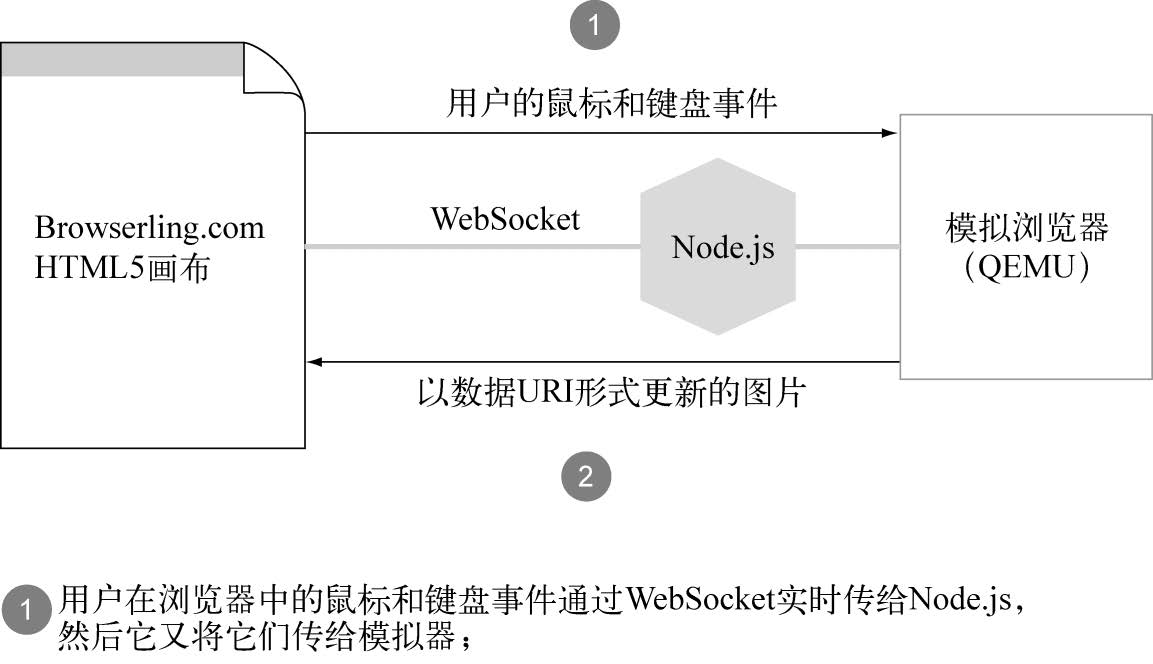 1
用户的鼠标和键盘事件
Browserling.com
HTML5画布
WebSocket
Node.js
模拟浏览器
（QEMU）
以数据URI形式更新的图片
2
1 用户在浏览器中的鼠标和键盘事件通过WebSocket实时传给Node.js，
然后它又将它们传给模拟器；